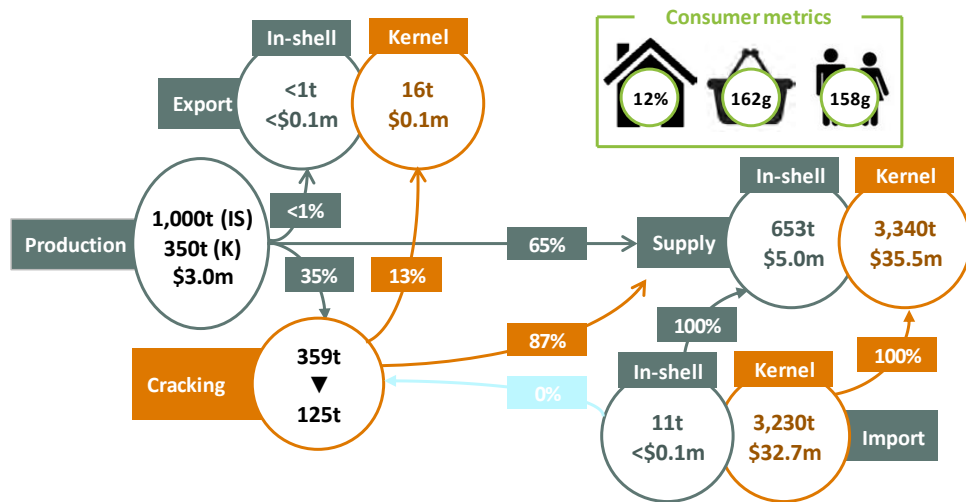 Consumer metrics
12%
162g
158g
In-shell
Kernel
Export
<1t
<$0.1m
16t
$0.1m
<1%
Production
1,000t (IS)
350t (K)
$3.0m
65%
35%
13%
In-shell
Kernel
Supply
653t
$5.0m
3,340t
$35.5m
Cracking
359t
▼
125t
87%
0%
100%
100%
In-shell
Kernel
11t
<$0.1m
3,230t
$32.7m
Import